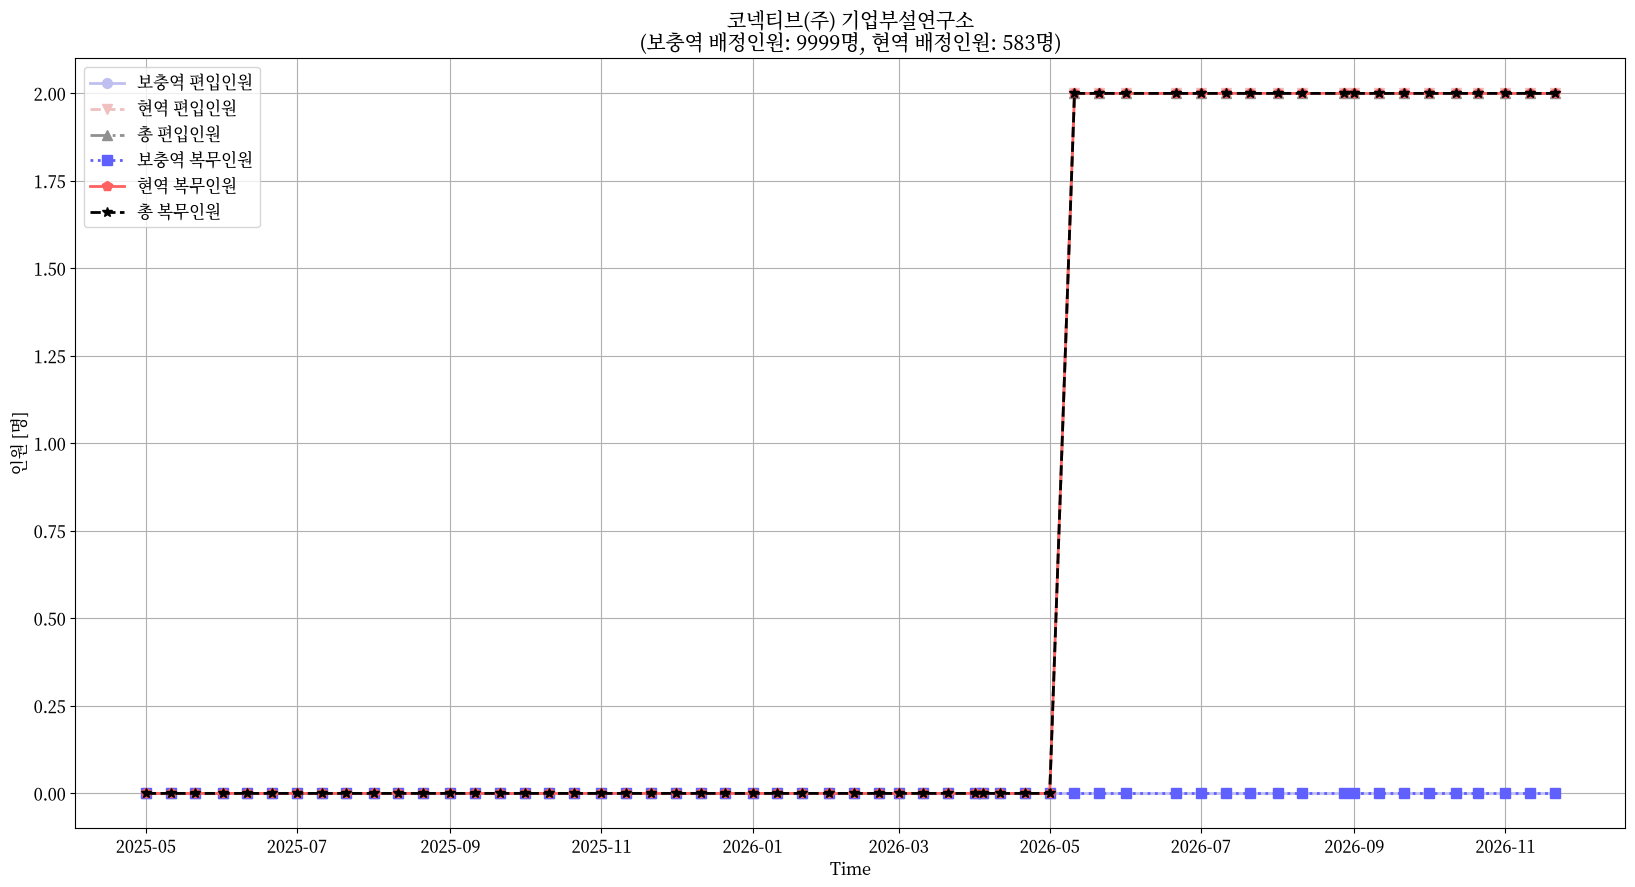 코넥티브(주) 기업부설연구소
(보충역 배정인원: 9999명, 현역 배정인원: 583명)
보충역 편입인원
현역 편입인원
총 편입인원
보충역 복무인원
현역 복무인원
총 복무인원
인원 [명]
2.00
1.75
1.50
1.25
1.00
0.75
0.50
0.25
0.00
2025-05
2025-07
2025-09
2025-11
2026-01
2026-03
2026-05
2026-07
2026-09
2026-11
Time